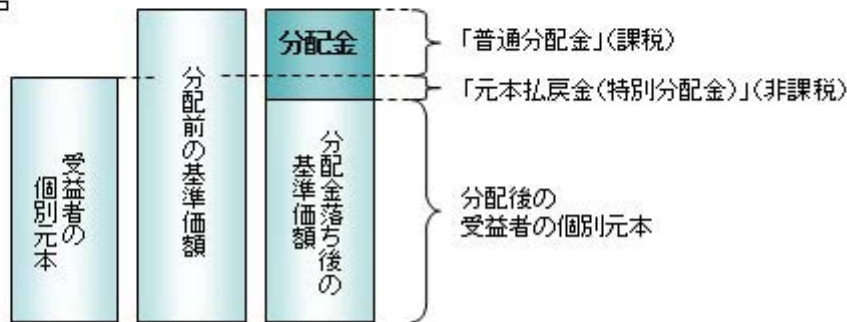 受益者の
個別元本
分配前の基準価額
分配金
分配金落ち後の
基準価額
「普通分配金」(課税)
「元本払戻金(特別分配金)」(非課税)
分配後の
受益者の個別元本